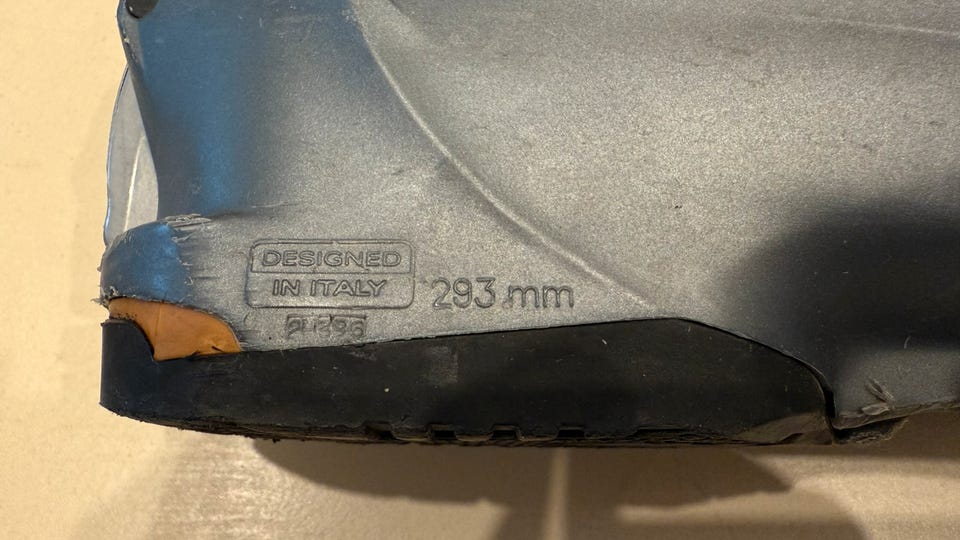 DESIGNED
IN ITALY
293 mm